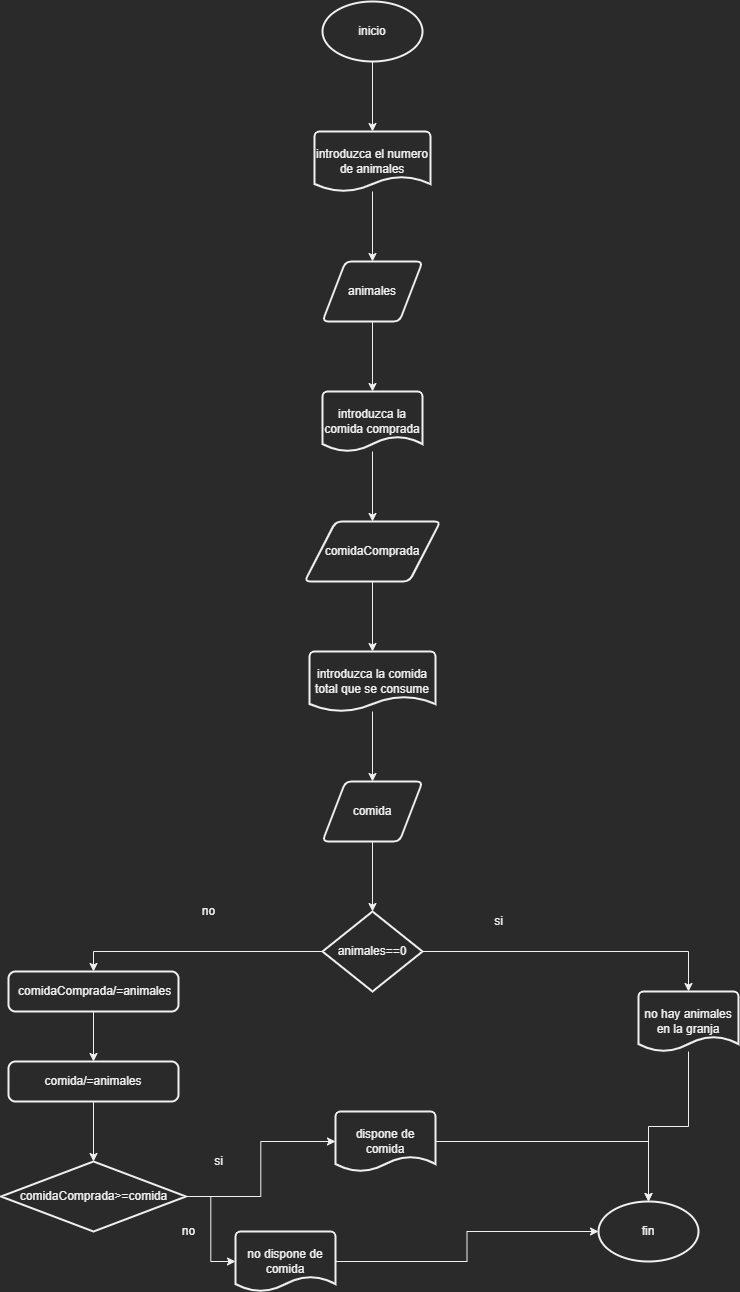 inicio
introduzca el numero
de animales
animales
introduzca la
comida comprada
comidaComprada
introduzca la comida
total que se consume
comida
no
si
animales==0
comidaComprada/=animales
no hay animales
en la granja
comida/=animales
dispone de
comida
si
comidaComprada>=comida
no
no dispone de
comida
fin